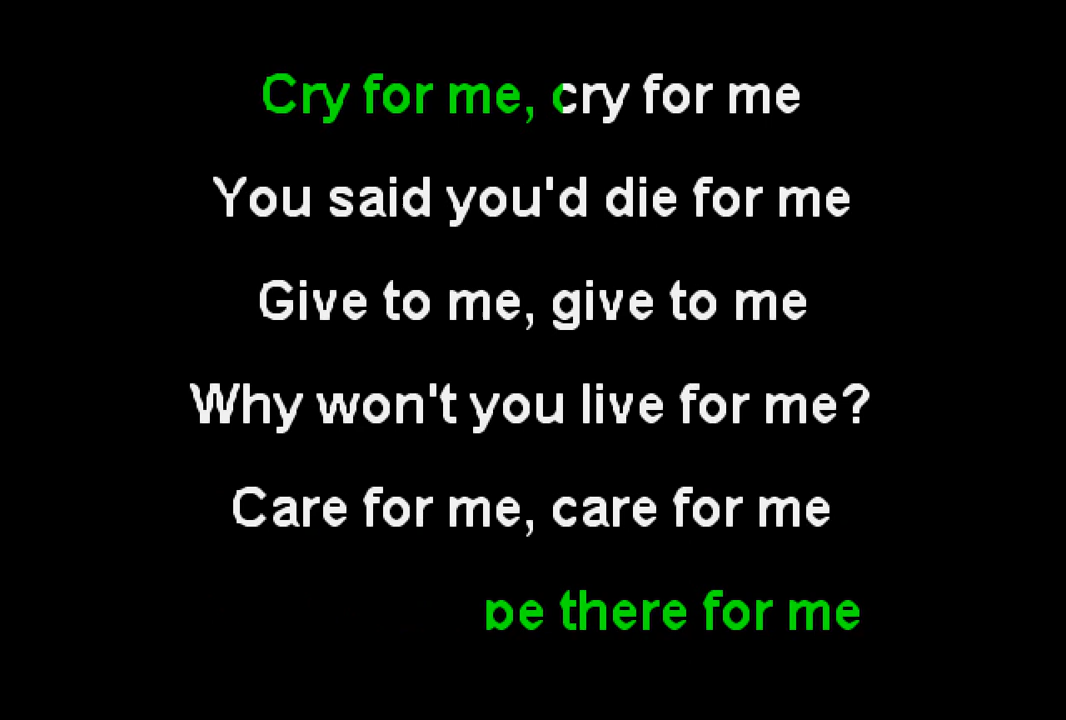 Cry for me, cry for me
You said you'd die for me
Give to me, give to me
Why won't you live for me?
Care for me, care for me
be there for me